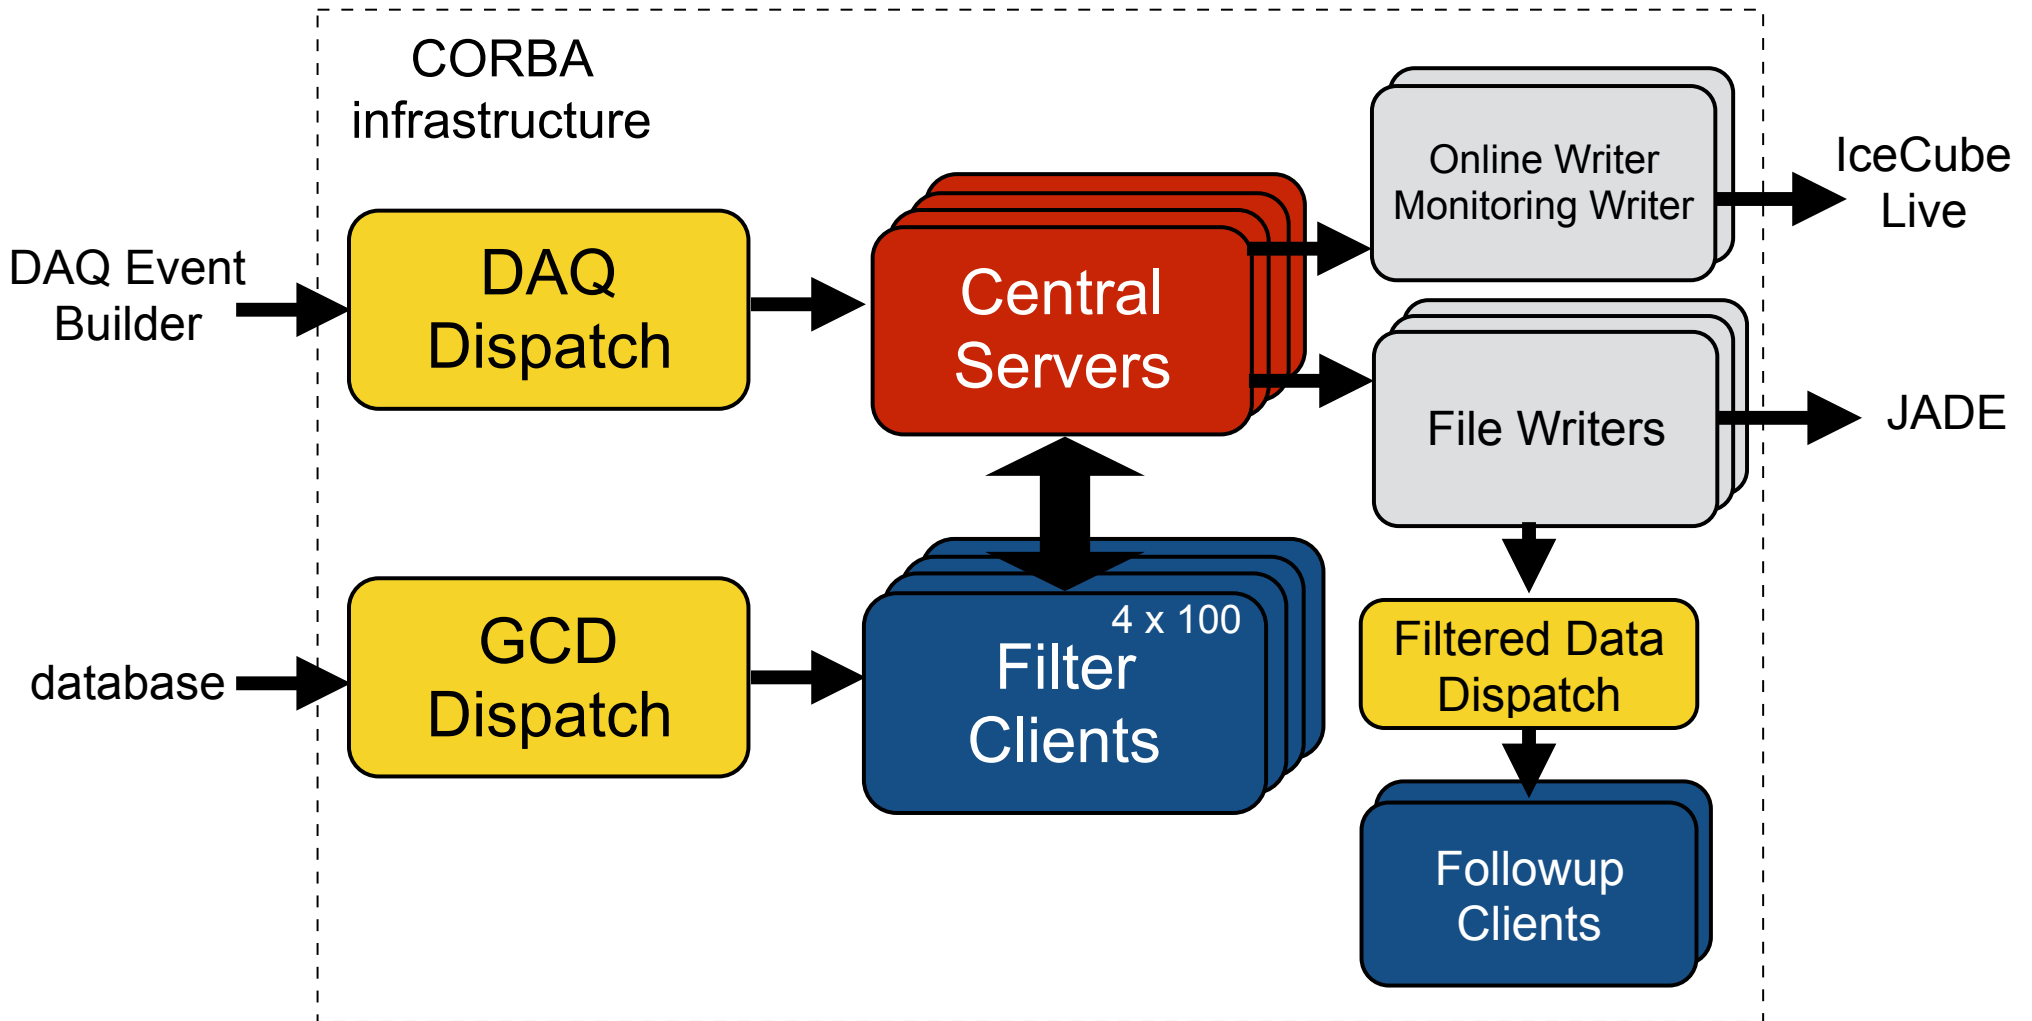 CORBA
infrastructure
DAQ Event
Builder
DAQ
Dispatch
Central
Servers
Online Writer
Monitoring Writer
IceCube
Live
File Writers
JADE
database
GCD
Dispatch
4 x 100
Filter
Clients
Filtered Data
Dispatch
Followup
Clients